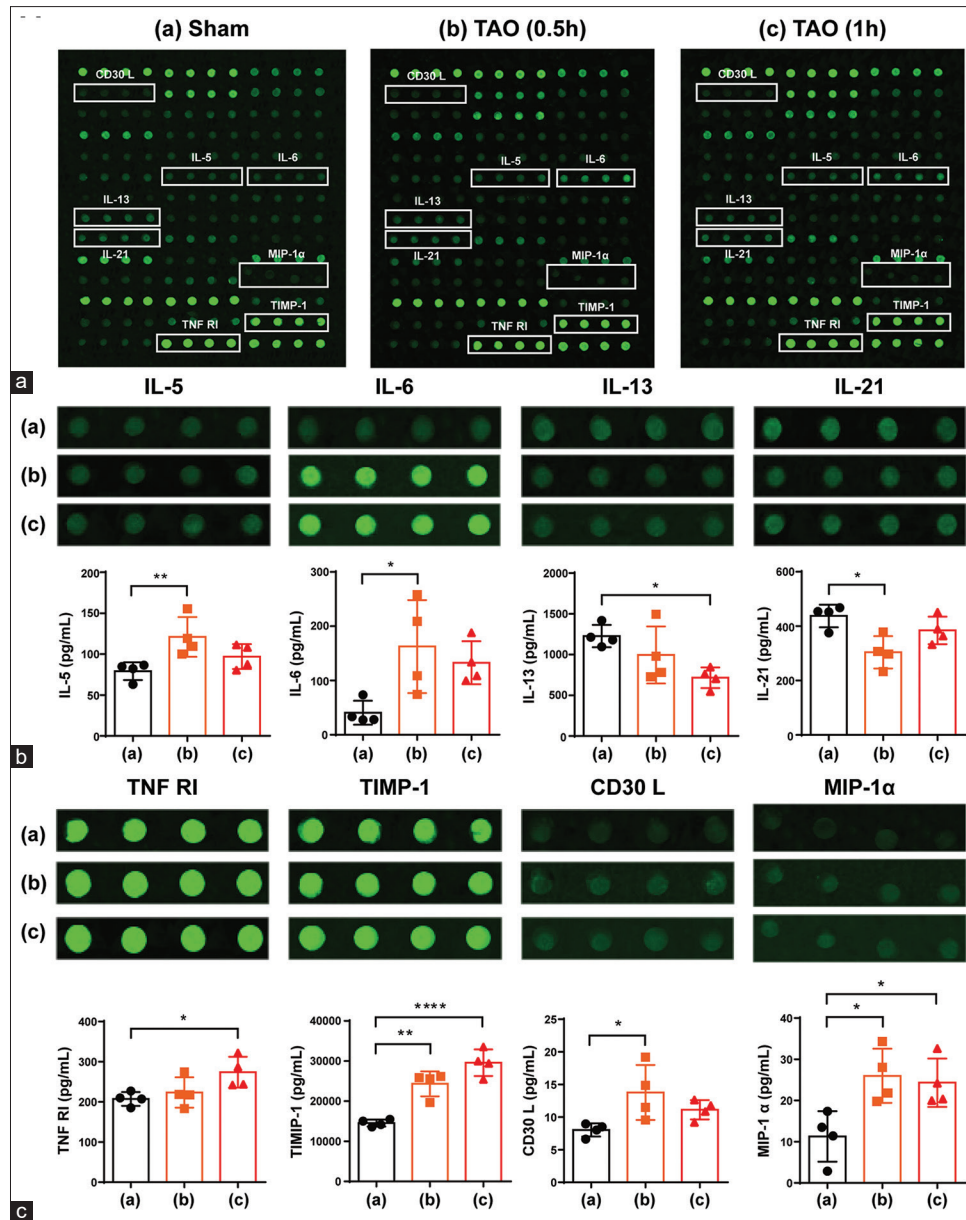 (a) Sham (b) TAO (0.5h) (c) TAO (1h)
CD30 L CD30 L CD30 L
IL-5 IL-6 IL-5 IL-6 IL-5 IL-6
IL-13 IL-13 IL-13
IL-21 MIP-1α IL-21 MIP-1α IL-21 MIP-1α
TIMP-1 TIMP-1 TIMP-1
TNF RI TNF RI TNF RI
a
IL-5 IL-6 IL-13 IL-21
(a)
(b)
(c)
IL-5 (pg/mL) 200 150 100 50 0 ** (a) (b) (c)
IL-6 (pg/mL) 300 200 100 0 * (a) (b) (c)
IL-13 (pg/mL) 2000 1500 1000 500 0 * (a) (b) (c)
IL-21 (pg/mL) 600 400 200 0 * (a) (b) (c)
b
TNF RI TIMP-1 CD30 L MIP-1α
(a)
(b)
(c)
TNF RI (pg/mL) 400 300 200 100 0 * (a) (b) (c)
TIMIP-1 (pg/mL) 40000 30000 20000 10000 0 ** **** (a) (b) (c)
CD30 L (pg/mL) 25 20 15 10 5 0 * (a) (b) (c)
MIP-1 α (pg/mL) 40 30 20 10 0 * * (a) (b) (c)
c